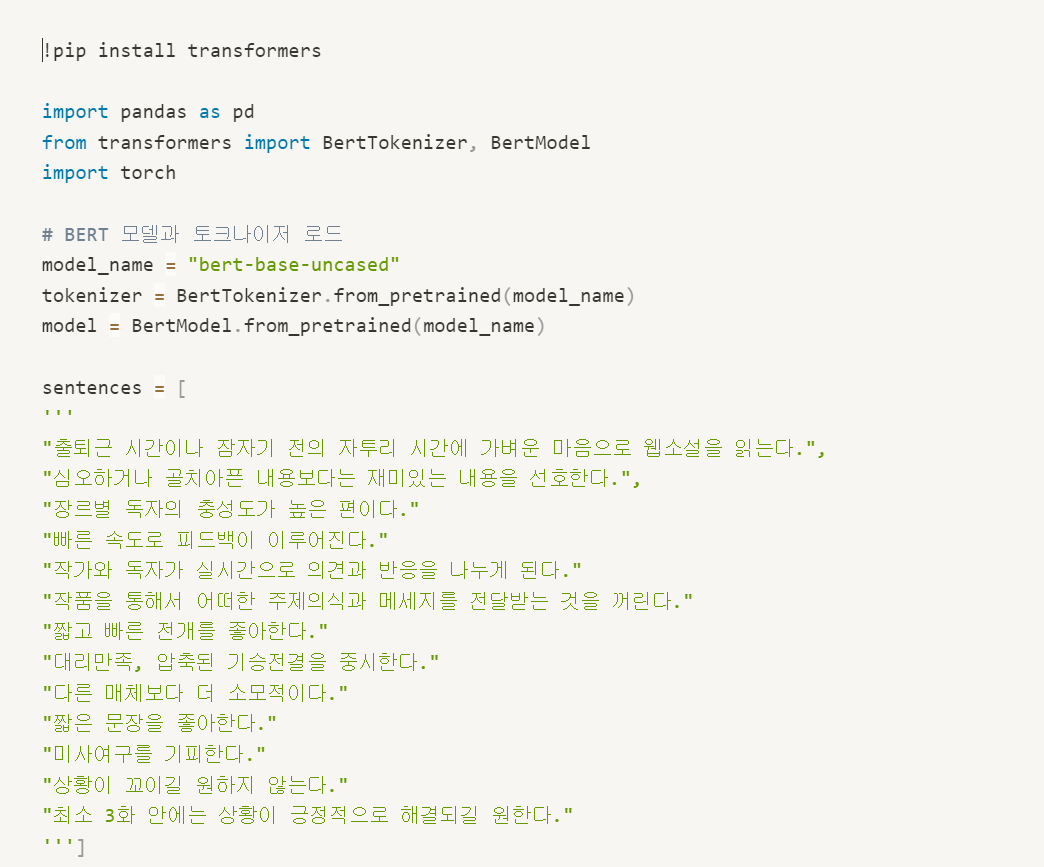 !pip install transformers
import pandas as pd
from transformers import BertTokenizer, BertModel
import torch
# BERT 모델과 토크나이저 로드
model_name = "bert-base-uncased"
tokenizer = BertTokenizer.from_pretrained(model_name)
model = BertModel.from_pretrained(model_name)
sentences = [
'''
"출퇴근 시간이나 잠자기 전의 자투리 시간에 가벼운 마음으로 웹소설을 읽는다.",
"심오하거나 골치아픈 내용보다는 재미있는 내용을 선호한다.",
"장르별 독자의 충성도가 높은 편이다."
"빠른 속도로 피드백이 이루어진다."
"작가와 독자가 실시간으로 의견과 반응을 나누게 된다."
"작품을 통해서 어떠한 주제의식과 메세지를 전달받는 것을 꺼린다."
"짧고 빠른 전개를 좋아한다."
"대리만족, 압축된 기승전결을 중시한다."
"다른 매체보다 더 소모적이다."
"짧은 문장을 좋아한다."
"미사여구를 기피한다."
"상황이 꼬이길 원하지 않는다."
"최소 3화 안에는 상황이 긍정적으로 해결되길 원한다."
''']